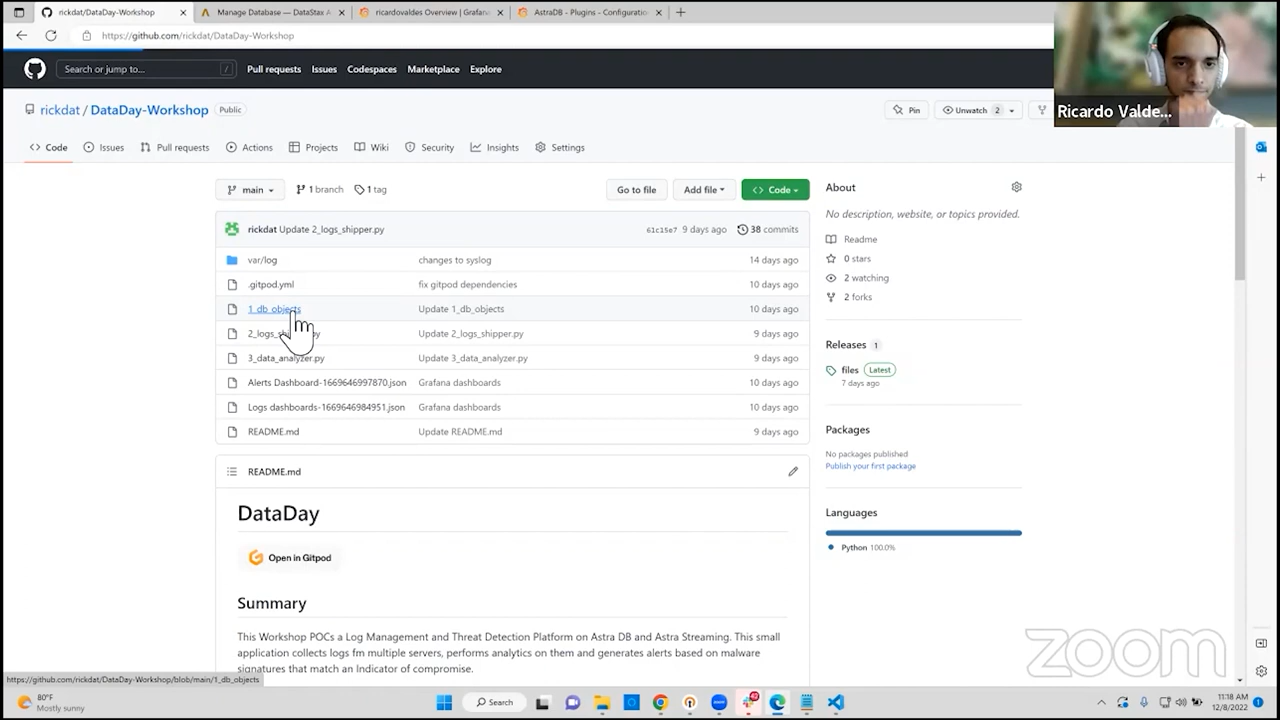 rickdat/DataDay-Workshop
Manage Database — DataStax A
ricardovaldes Overview | Grafana
AstraDB - Plugins - Configuratio
https://github.com/rickdat/DataDay-Workshop
Search or jump to... /
Pull requests Issues Codespaces Marketplace Explore
Ricardo Valde...
rickdat / DataDay-Workshop Public
Pin
Unwatch 2
Code Issues Pull requests Actions Projects Wiki Security Insights Settings
main 1 branch 1 tag
Go to file Add file Code
About
No description, website, or topics provided.
rickdat Update 2_logs_shipper.py 61c15e7 9 days ago 38 commits
Readme
0 stars
2 watching
2 forks
var/log changes to syslog 14 days ago
.gitpod.yml fix gitpod dependencies 10 days ago
1_db_objects Update 1_db_objects 10 days ago
2_logs_sh py Update 2_logs_shipper.py 9 days ago
3_data_analyzer.py Update 3_data_analyzer.py 9 days ago
Alerts Dashboard-1669646997870.json Grafana dashboards 10 days ago
Logs dashboards-1669646984951.json Grafana dashboards 10 days ago
README.md Update README.md 9 days ago
Releases 1
files Latest
7 days ago
Packages
No packages published
Publish your first package
Languages
Python 100.0%
README.md
DataDay
Open in Gitpod
Summary
This Workshop POCs a Log Management and Threat Detection Platform on Astra DB and Astra Streaming. This small
application collects logs fm multiple servers, performs analytics on them and generates alerts based on malware
signatures that match an Indicator of compromise.
https://github.com/rickdat/DataDay-Workshop/blob/main/1_db_objects
zoom
80°F
Mostly sunny
Search
11:18 AM
12/8/2022